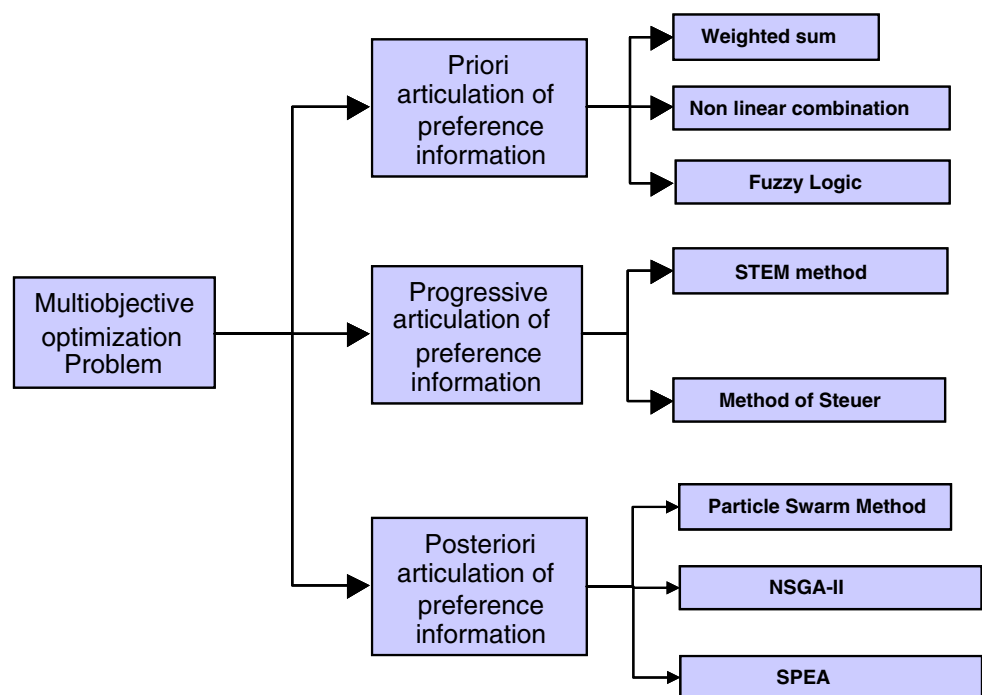 Multiobjective
optimization
Problem
Priori
articulation of
preference
information
Weighted sum
Non linear combination
Fuzzy Logic
Progressive
articulation of
preference
information
STEM method
Method of Steuer
Posteriori
articulation of
preference
information
Particle Swarm Method
NSGA-II
SPEA